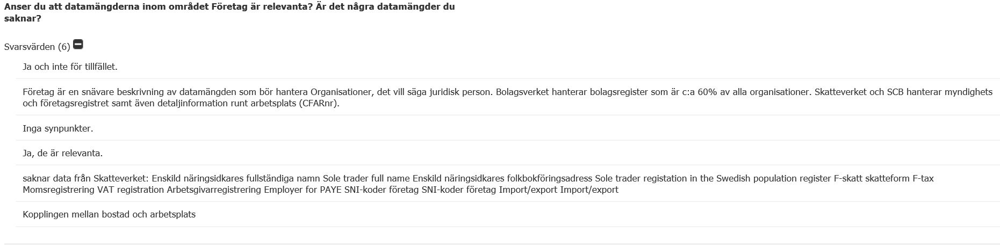 Anser du att datamängderna inom området Företag är relevanta? Är det några datamängder du
saknar?
Svarsvärden (6)
Ja och inte för tillfället.
Företag är en snävare beskrivning av datamängden som bör hantera Organisationer, det vill säga juridisk person. Bolagsverket hanterar bolagsregister som är c:a 60% av alla organisationer. Skatteverket och SCB hanterar myndighets
och företagsregistret samt även detaljinformation runt arbetsplats (CFARnr).
Inga synpunkter.
Ja, de är relevanta.
saknar data från Skatteverket: Enskild näringsidkares fullständiga namn Sole trader full name Enskild näringsidkares folkbokföringsadress Sole trader registation in the Swedish population register F-skatt skatteform F-tax
Momsregistrering VAT registration Arbetsgivarregistrering Employer for PAYE SNI-koder företag SNI-koder företag Import/export Import/export
Kopplingen mellan bostad och arbetsplats